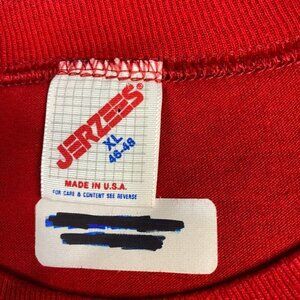 JERZEES®
XL
46-48
MADE IN U.S.A.
FOR CARE & CONTENT SEE REVERSE